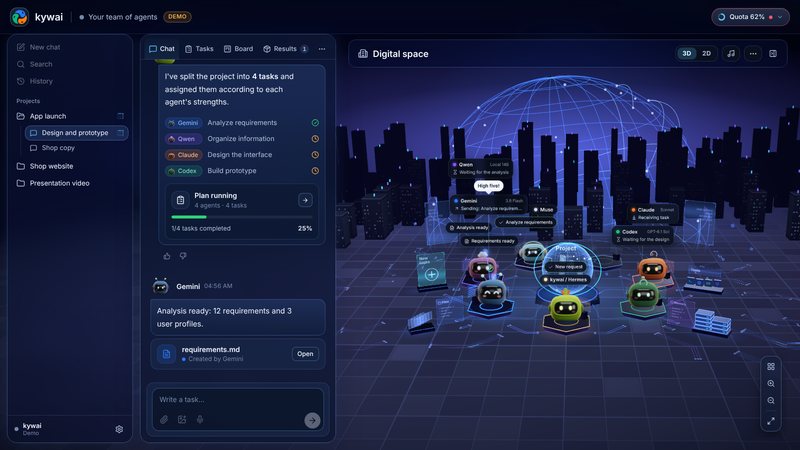 kywai
Your team of agents
DEMO
Quota 62%
New chat
Search
History
Projects
App launch
Design and prototype
Shop copy
Shop website
Presentation video
kywai
Demo
Chat
Tasks
Board
Results 1
I've split the project into 4 tasks and
assigned them according to each
agent's strengths.
Gemini Analyze requirements
Qwen Organize information
Claude Design the interface
Codex Build prototype
Plan running
4 agents · 4 tasks
1/4 tasks completed 25%
Gemini 04:56 AM
Analysis ready: 12 requirements and 3
user profiles.
requirements.md
Created by Gemini
Open
Write a task...
Digital space
3D 2D
Qwen
Waiting for the analysis
High five!
Gemini 3.6 Flash
Sending: Analyze requirem...
Muse
Analyze requirements
Analysis ready
Requirements ready
Claude
Receiving task
Codex
Waiting for the design
Project
New request
kywai / Hermes